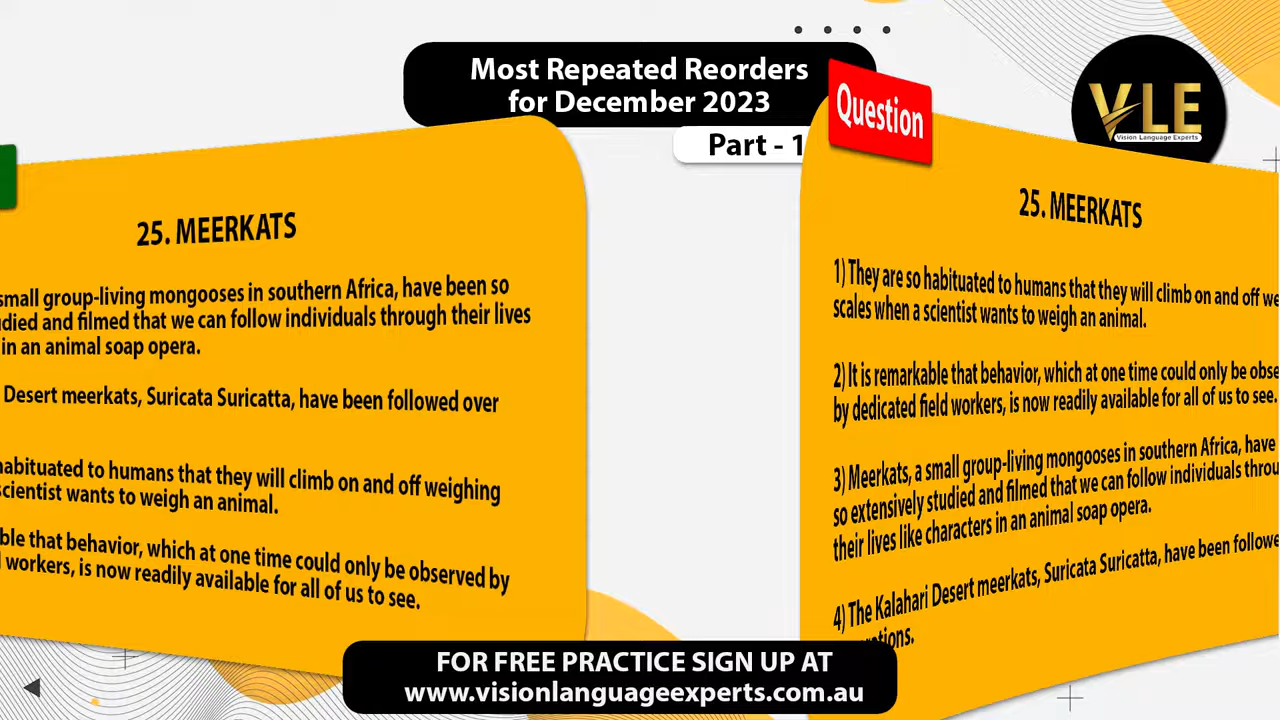 Most Repeated Reorders
for December 2023
Part - 1
VLE
Vision Language Experts
25. MEERKATS
small group-living mongooses in southern Africa, have been so
and filmed that we can follow individuals through their lives
in an animal soap opera.
Desert meerkats, Suricata Suricatta, have been followed over
habituated to humans that they will climb on and off weighing
scientist wants to weigh an animal.
that behavior, which at one time could only be observed by
workers, is now readily available for all of us to see.
Question
25. MEERKATS
1) They are so habituated to humans that they will climb on and off
scales when a scientist wants to weigh an animal.
2) It is remarkable that behavior, which at one time could only be
by dedicated field workers, is now readily available for all of us to see.
3) Meerkats, a small group-living mongooses in southern Africa, have
so extensively studied and filmed that we can follow individuals
their lives like characters in an animal soap opera.
4) The Kalahari Desert meerkats, Suricata Suricatta, have been
FOR FREE PRACTICE SIGN UP AT
www.visionlanguageexperts.com.au